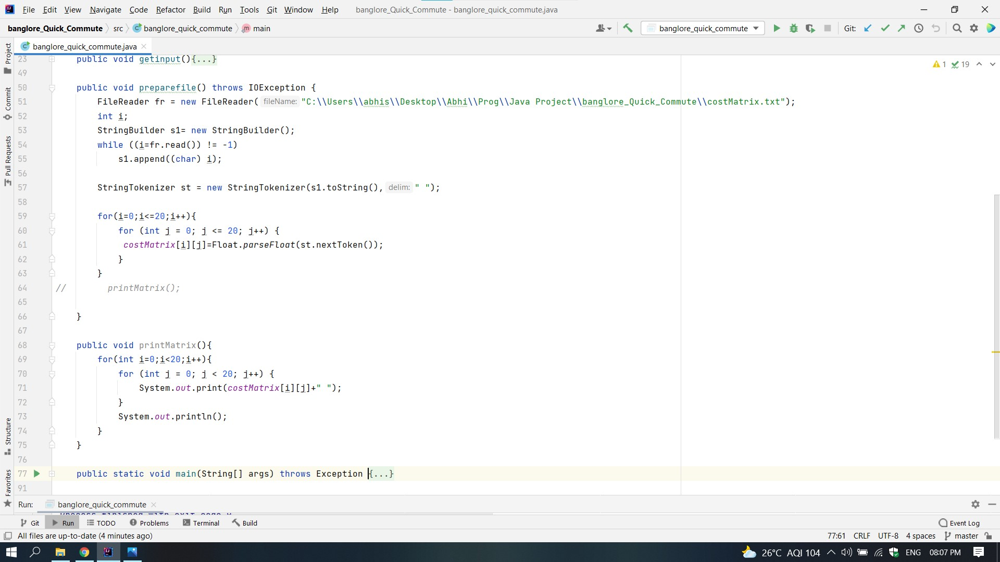 File Edit View Navigate Code Refactor Build Run Tools Git Window Help banglore_Quick_Commute - banglore_quick_commute.java
banglore_Quick_Commute src banglore_quick_commute main banglore_quick_commute Git:
banglore_quick_commute.java
Project
Commit
Pull Requests
Structure
Favorites
1 19
23 public void getinput(){...}
49
50 public void preparefile() throws IOException {
51 FileReader fr = new FileReader( fileName: "C:\\Users\\abhis\\Desktop\\Abhi\\Prog\\Java Project\\banglore_Quick_Commute\\costMatrix.txt");
52 int i;
53 StringBuilder s1= new StringBuilder();
54 while ((i=fr.read()) != -1)
55 s1.append((char) i);
56
57 StringTokenizer st = new StringTokenizer(s1.toString(), delim: " ");
58
59 for(i=0;i<=20;i++){
60 for (int j = 0; j <= 20; j++) {
61 costMatrix[i][j]=Float.parseFloat(st.nextToken());
62 }
63 }
64 // printMatrix();
65
66 }
67
68 public void printMatrix(){
69 for(int i=0;i<20;i++){
70 for (int j = 0; j < 20; j++) {
71 System.out.print(costMatrix[i][j]+" ");
72 }
73 System.out.println();
74 }
75 }
76
77 public static void main(String[] args) throws Exception {...}
91
Run: banglore_quick_commute
Git Run TODO Problems Terminal Build Event Log
All files are up-to-date (4 minutes ago) 77:61 CRLF UTF-8 4 spaces master
26°C AQI 104 ENG 08:07 PM